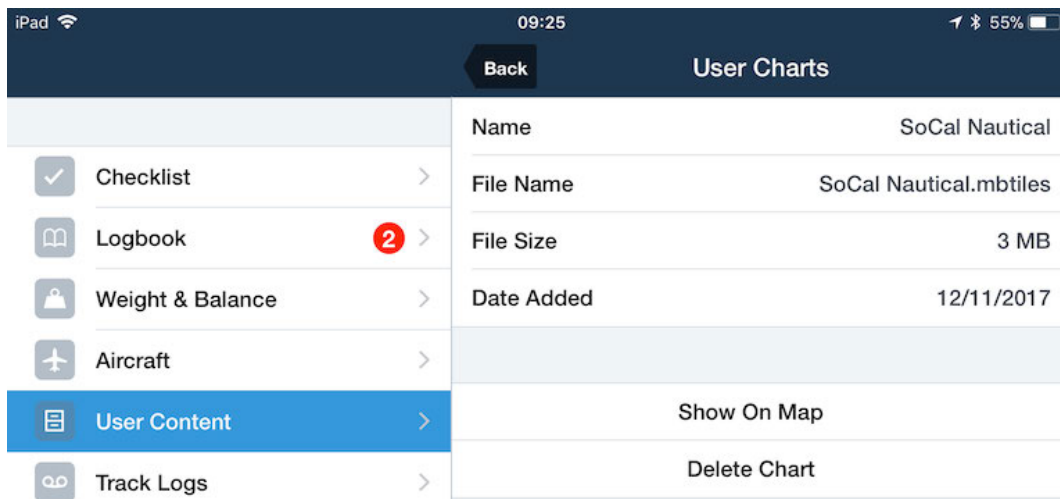 iPad 09:25 55%
Back User Charts
Name SoCal Nautical
Checklist
File Name SoCal Nautical.mbtiles
Logbook 2
File Size 3 MB
Weight & Balance
Date Added 12/11/2017
Aircraft
User Content
Show On Map
Track Logs
Delete Chart